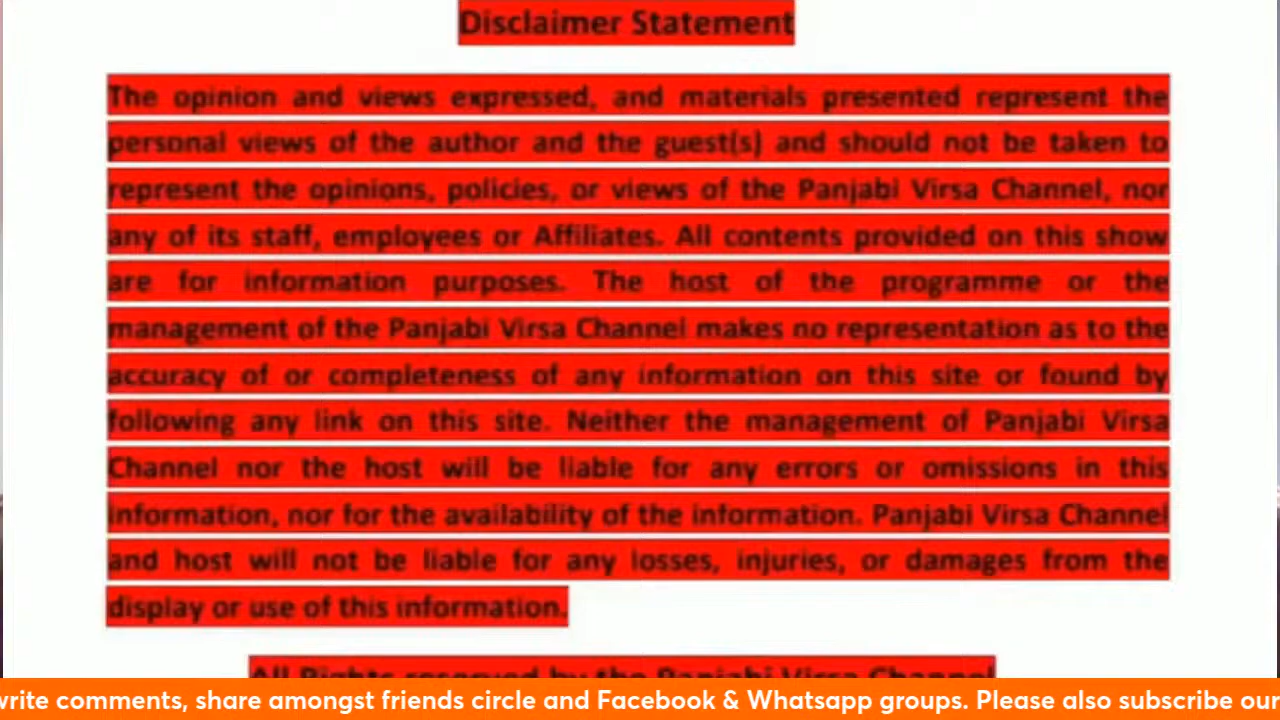 Disclaimer Statement
The opinion and views expressed, and materials presented represent the
personal views of the author and the guest(s) and should not be taken to
represent the opinions, policies, or views of the Panjabi Virsa Channel, nor
any of its staff, employees or Affiliates. All contents provided on this show
are for information purposes. The host of the programme or the
management of the Panjabi Virsa Channel makes no representation as to the
accuracy of or completeness of any information on this site or found by
following any link on this site. Neither the management of Panjabi Virsa
Channel nor the host will be liable for any errors or omissions in this
information, nor for the availability of the information. Panjabi Virsa Channel
and host will not be liable for any losses, injuries, or damages from the
display or use of this information.
All Rights reserved by the Panjabi Virsa Channel
write comments, share amongst friends circle and Facebook & Whatsapp groups. Please also subscribe our